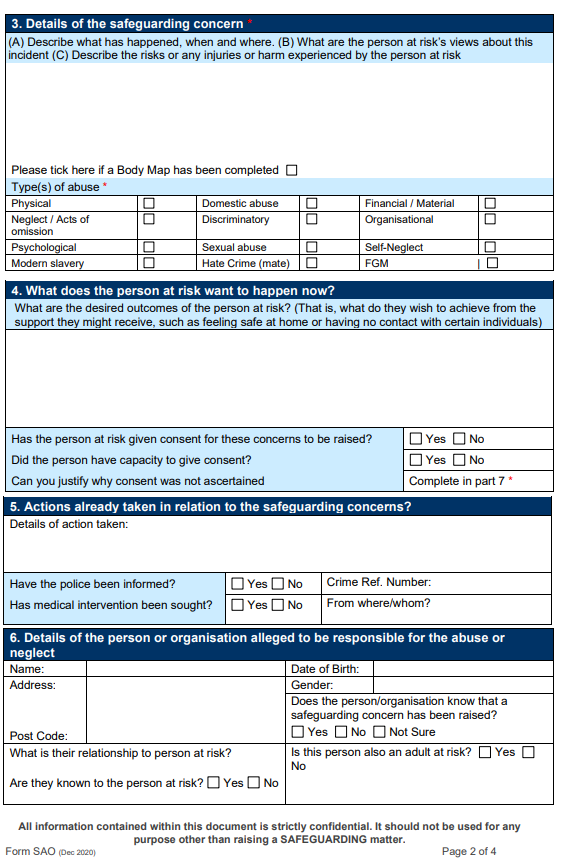 3. Details of the safeguarding concern *
(A) Describe what has happened, when and where. (B) What are the person at risk's views about this
incident (C) Describe the risks or any injuries or harm experienced by the person at risk
Please tick here if a Body Map has been completed ☐
Type(s) of abuse *
Physical ☐ Domestic abuse ☐ Financial / Material ☐
Neglect / Acts of ☐ Discriminatory ☐ Organisational ☐
omission
Psychological ☐ Sexual abuse ☐ Self-Neglect ☐
Modern slavery ☐ Hate Crime (mate) ☐ FGM | ☐
4. What does the person at risk want to happen now?
What are the desired outcomes of the person at risk? (That is, what do they wish to achieve from the
support they might receive, such as feeling safe at home or having no contact with certain individuals)
Has the person at risk given consent for these concerns to be raised? ☐ Yes ☐ No
Did the person have capacity to give consent? ☐ Yes ☐ No
Can you justify why consent was not ascertained Complete in part 7 *
5. Actions already taken in relation to the safeguarding concerns?
Details of action taken:
Have the police been informed? ☐ Yes ☐ No Crime Ref. Number:
Has medical intervention been sought? ☐ Yes ☐ No From where/whom?
6. Details of the person or organisation alleged to be responsible for the abuse or
neglect
Name: Date of Birth:
Address: Gender:
Does the person/organisation know that a
safeguarding concern has been raised?
Post Code: ☐ Yes ☐ No ☐ Not Sure
What is their relationship to person at risk? Is this person also an adult at risk? ☐ Yes ☐
No
Are they known to the person at risk? ☐ Yes ☐ No
All information contained within this document is strictly confidential. It should not be used for any
purpose other than raising a SAFEGUARDING matter.
Form SAO (Dec 2020) Page 2 of 4